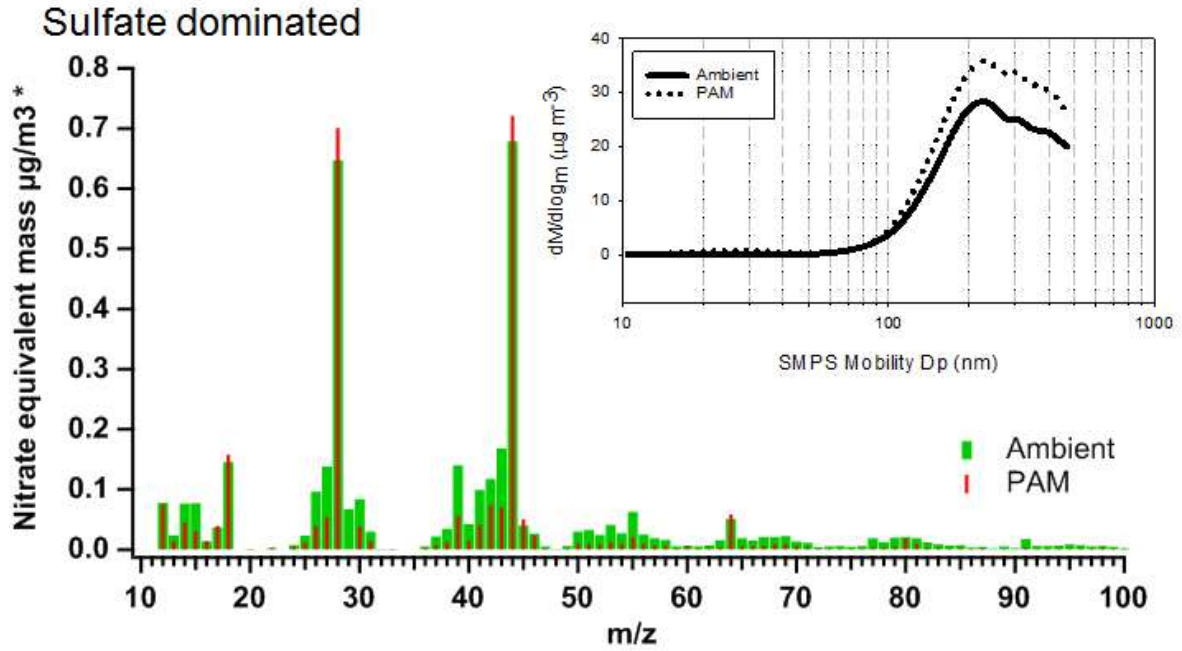 Sulfate dominated
Nitrate equivalent mass µg/m3 *
0.8
0.7
0.6
0.5
0.4
0.3
0.2
0.1
0.0
10 20 30 40 50 60 70 80 90 100
m/z
Ambient
PAM
dM/dlogm (µg m-3)
40
30
20
10
0
Ambient
PAM
10 100 1000
SMPS Mobility Dp (nm)